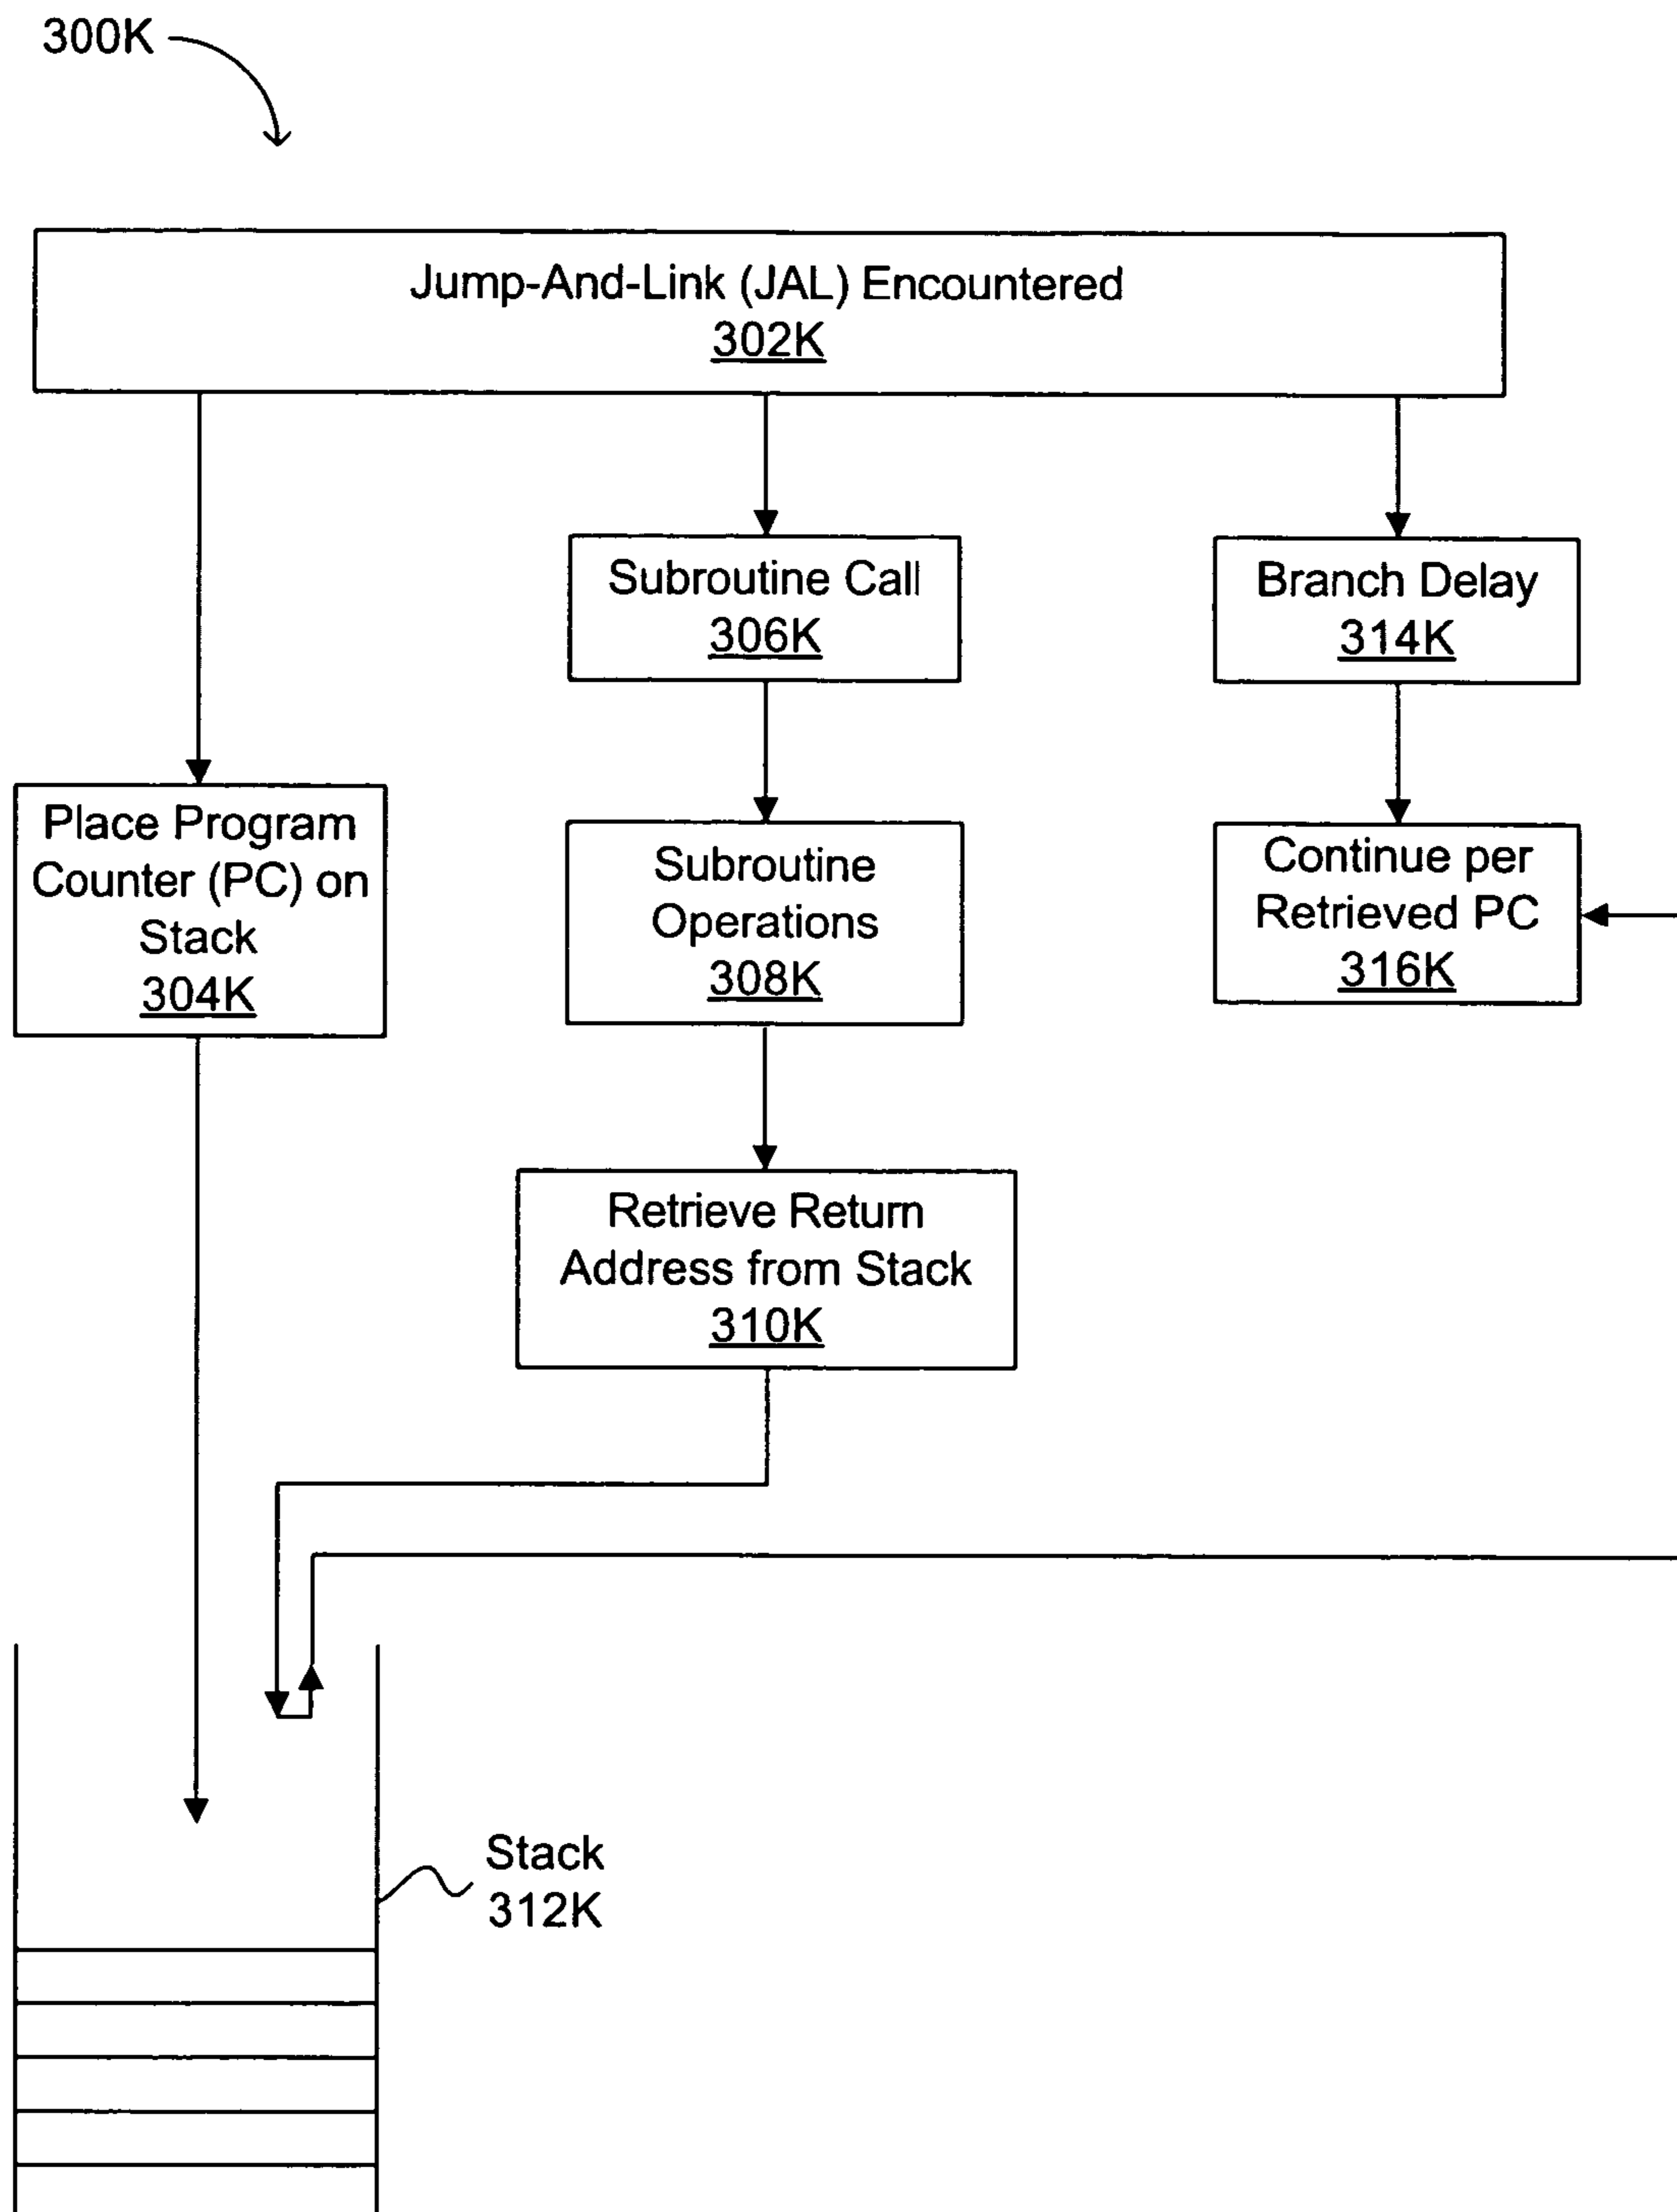 300K
Jump-And-Link (JAL) Encountered
302K
Subroutine Call
306K
Branch Delay
314K
Place Program
Counter (PC) on
Stack
304K
Subroutine
Operations
308K
Continue per
Retrieved PC
316K
Retrieve Return
Address from Stack
310K
Stack
312K